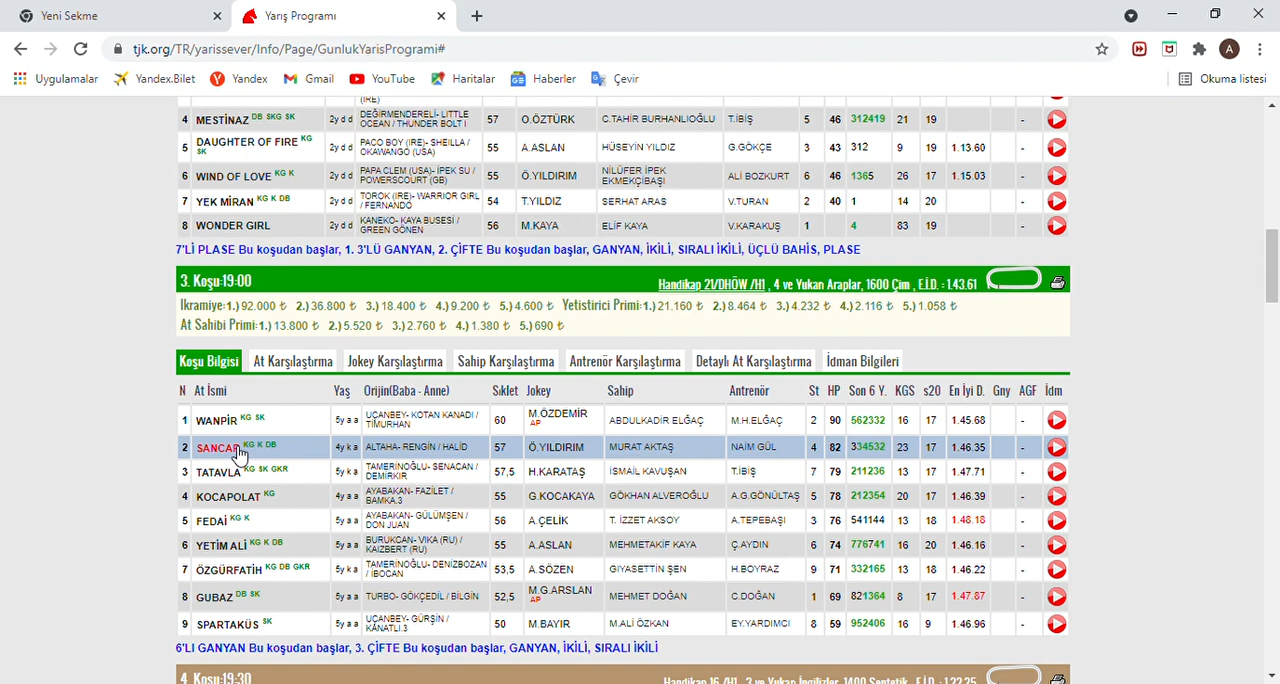 Yeni Sekme
Yarış Programı
tjk.org/TR/yarissever/Info/Page/GunlukYarisProgrami#
A
Uygulamalar Yandex.Bilet Yandex Gmail YouTube Haritalar Haberler Çevir Okuma listesi
(IRE)
4 MESTİNAZ DB SKG SK 2y d d DEĞİRMENDERELİ- LITTLE OCEAN / THUNDER BOLT I 57 O.ÖZTÜRK C.TAHİR BURHANLIOĞLU T.İBİŞ 5 46 312419 21 19 -
5 DAUGHTER OF FIRE KG SK 2y d d PACO BOY (IRE)- SHEILLA / OKAWANGO (USA) 55 A.ASLAN HÜSEYİN YILDIZ G.GÖKÇE 3 43 312 9 19 1.13.60 -
6 WIND OF LOVE KG K 2y d d PAPA CLEM (USA)- İPEK SU / POWERSCOURT (GB) 55 Ö.YILDIRIM NİLÜFER İPEK EKMEKÇİBAŞI ALİ BOZKURT 6 46 1365 26 17 1.15.03 -
7 YEK MİRAN KG K DB 2y d d TOROK (IRE)- WARRIOR GIRL / FERNANDO 54 T.YILDIZ SERHAT ARAS V.TURAN 2 40 1 14 20 -
8 WONDER GIRL 2y d d KANEKO- KAYA BUSESİ / GREEN GÖNEN 56 M.KAYA ELİF KAYA V.KARAKUŞ 1 4 83 19 -
7'Lİ PLASE Bu koşudan başlar, 1. 3'LÜ GANYAN, 2. ÇİFTE Bu koşudan başlar, GANYAN, İKİLİ, SIRALI İKİLİ, ÜÇLÜ BAHİS, PLASE
3. Koşu:19:00 Handikap 21/DHÖW /H1 , 4 ve Yukarı Araplar, 1600 Çim , E.İ.D. :1.43.61
İkramiye:1.) 92.000 ₺ 2.) 36.800 ₺ 3.) 18.400 ₺ 4.) 9.200 ₺ 5.) 4.600 ₺ Yetistirici Primi:1.) 21.160 ₺ 2.) 8.464 ₺ 3.) 4.232 ₺ 4.) 2.116 ₺ 5.) 1.058 ₺
At Sahibi Primi:1.) 13.800 ₺ 2.) 5.520 ₺ 3.) 2.760 ₺ 4.) 1.380 ₺ 5.) 690 ₺
Koşu Bilgisi At Karşılaştırma Jokey Karşılaştırma Sahip Karşılaştırma Antrenör Karşılaştırma Detaylı At Karşılaştırma İdman Bilgileri
N At İsmi Yaş Orijin(Baba - Anne) Sıklet Jokey Sahip Antrenör St HP Son 6 Y. KGS s20 En İyi D. Gny AGF İdm
1 WANPİR KG SK 5y a a UÇANBEY- KOTAN KANADI / TİMURHAN 60 M.ÖZDEMİR AP ABDULKADİR ELĞAÇ M.H.ELĞAÇ 2 90 562332 16 17 1.45.68 -
2 SANCAR KG K DB 4y k a ALTAHA- RENGİN / HALİD 57 Ö.YILDIRIM MURAT AKTAŞ NAİM GÜL 4 82 334532 23 17 1.46.35 -
3 TATAVLA KG SK GKR 5y k a TAMERİNOĞLU- SENACAN / DEMİRKIR 57,5 H.KARATAŞ İSMAİL KAVUŞAN T.İBİŞ 7 79 211236 13 17 1.47.71 -
4 KOCAPOLAT KG 4y a a AYABAKAN- FAZİLET / BAMKA.3 55 G.KOCAKAYA GÖKHAN ALVEROĞLU A.G.GÖNÜLTAŞ 5 78 212354 20 17 1.46.39 -
5 FEDAİ KG K 5y a a AYABAKAN- GÜLÜMŞEN / DON JUAN 56 A.ÇELİK T. İZZET AKSOY A.TEPEBAŞI 3 76 541144 13 18 1.48.18 -
6 YETİM ALİ KG K DB 5y a a BURUKCAN- VIKA (RU) / KAIZBERT (RU) 55 A.ASLAN MEHMETAKİF KAYA Ç.AYDIN 6 74 776741 16 20 1.46.16 -
7 ÖZGÜRFATİH KG DB GKR 5y k a TAMERİNOĞLU- DENİZBOZAN / İBOCAN 53,5 A.SÖZEN GIYASETTİN ŞEN H.BOYRAZ 9 71 332165 13 18 1.46.22 -
8 GUBAZ DB SK 5y a a TURBO- GÖKÇEDİL / BİLGİN 52,5 M.G.ARSLAN AP MEHMET DOĞAN C.DOĞAN 1 69 821364 8 17 1.47.87 -
9 SPARTAKÜS SK 5y a a UÇANBEY- GÜRŞİN / KANATLI.3 50 M.BAYIR M.ALİ ÖZKAN EY.YARDIMCI 8 59 952406 16 9 1.46.96 -
6'LI GANYAN Bu koşudan başlar, 3. ÇİFTE Bu koşudan başlar, GANYAN, İKİLİ, SIRALI İKİLİ
4. Koşu:19:30 Handikap 16 /H1 , 3 ve Yukarı İngilizler, 1400 Sentetik , E.İ.D. :1.22.25